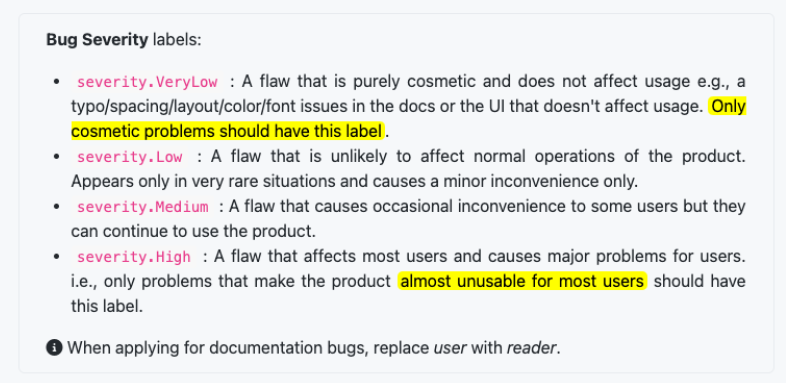 Bug Severity labels:
• severity.VeryLow : A flaw that is purely cosmetic and does not affect usage e.g., a
typo/spacing/layout/color/font issues in the docs or the UI that doesn't affect usage. Only
cosmetic problems should have this label.
• severity.Low : A flaw that is unlikely to affect normal operations of the product.
Appears only in very rare situations and causes a minor inconvenience only.
• severity.Medium : A flaw that causes occasional inconvenience to some users but they
can continue to use the product.
• severity.High : A flaw that affects most users and causes major problems for users.
i.e., only problems that make the product almost unusable for most users should have
this label.
When applying for documentation bugs, replace user with reader.